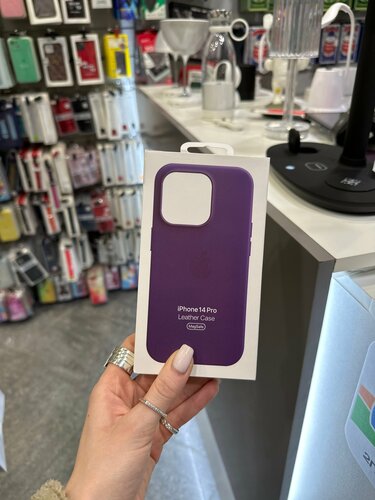 iPhone 14 Pro
Leather Case
MagSafe